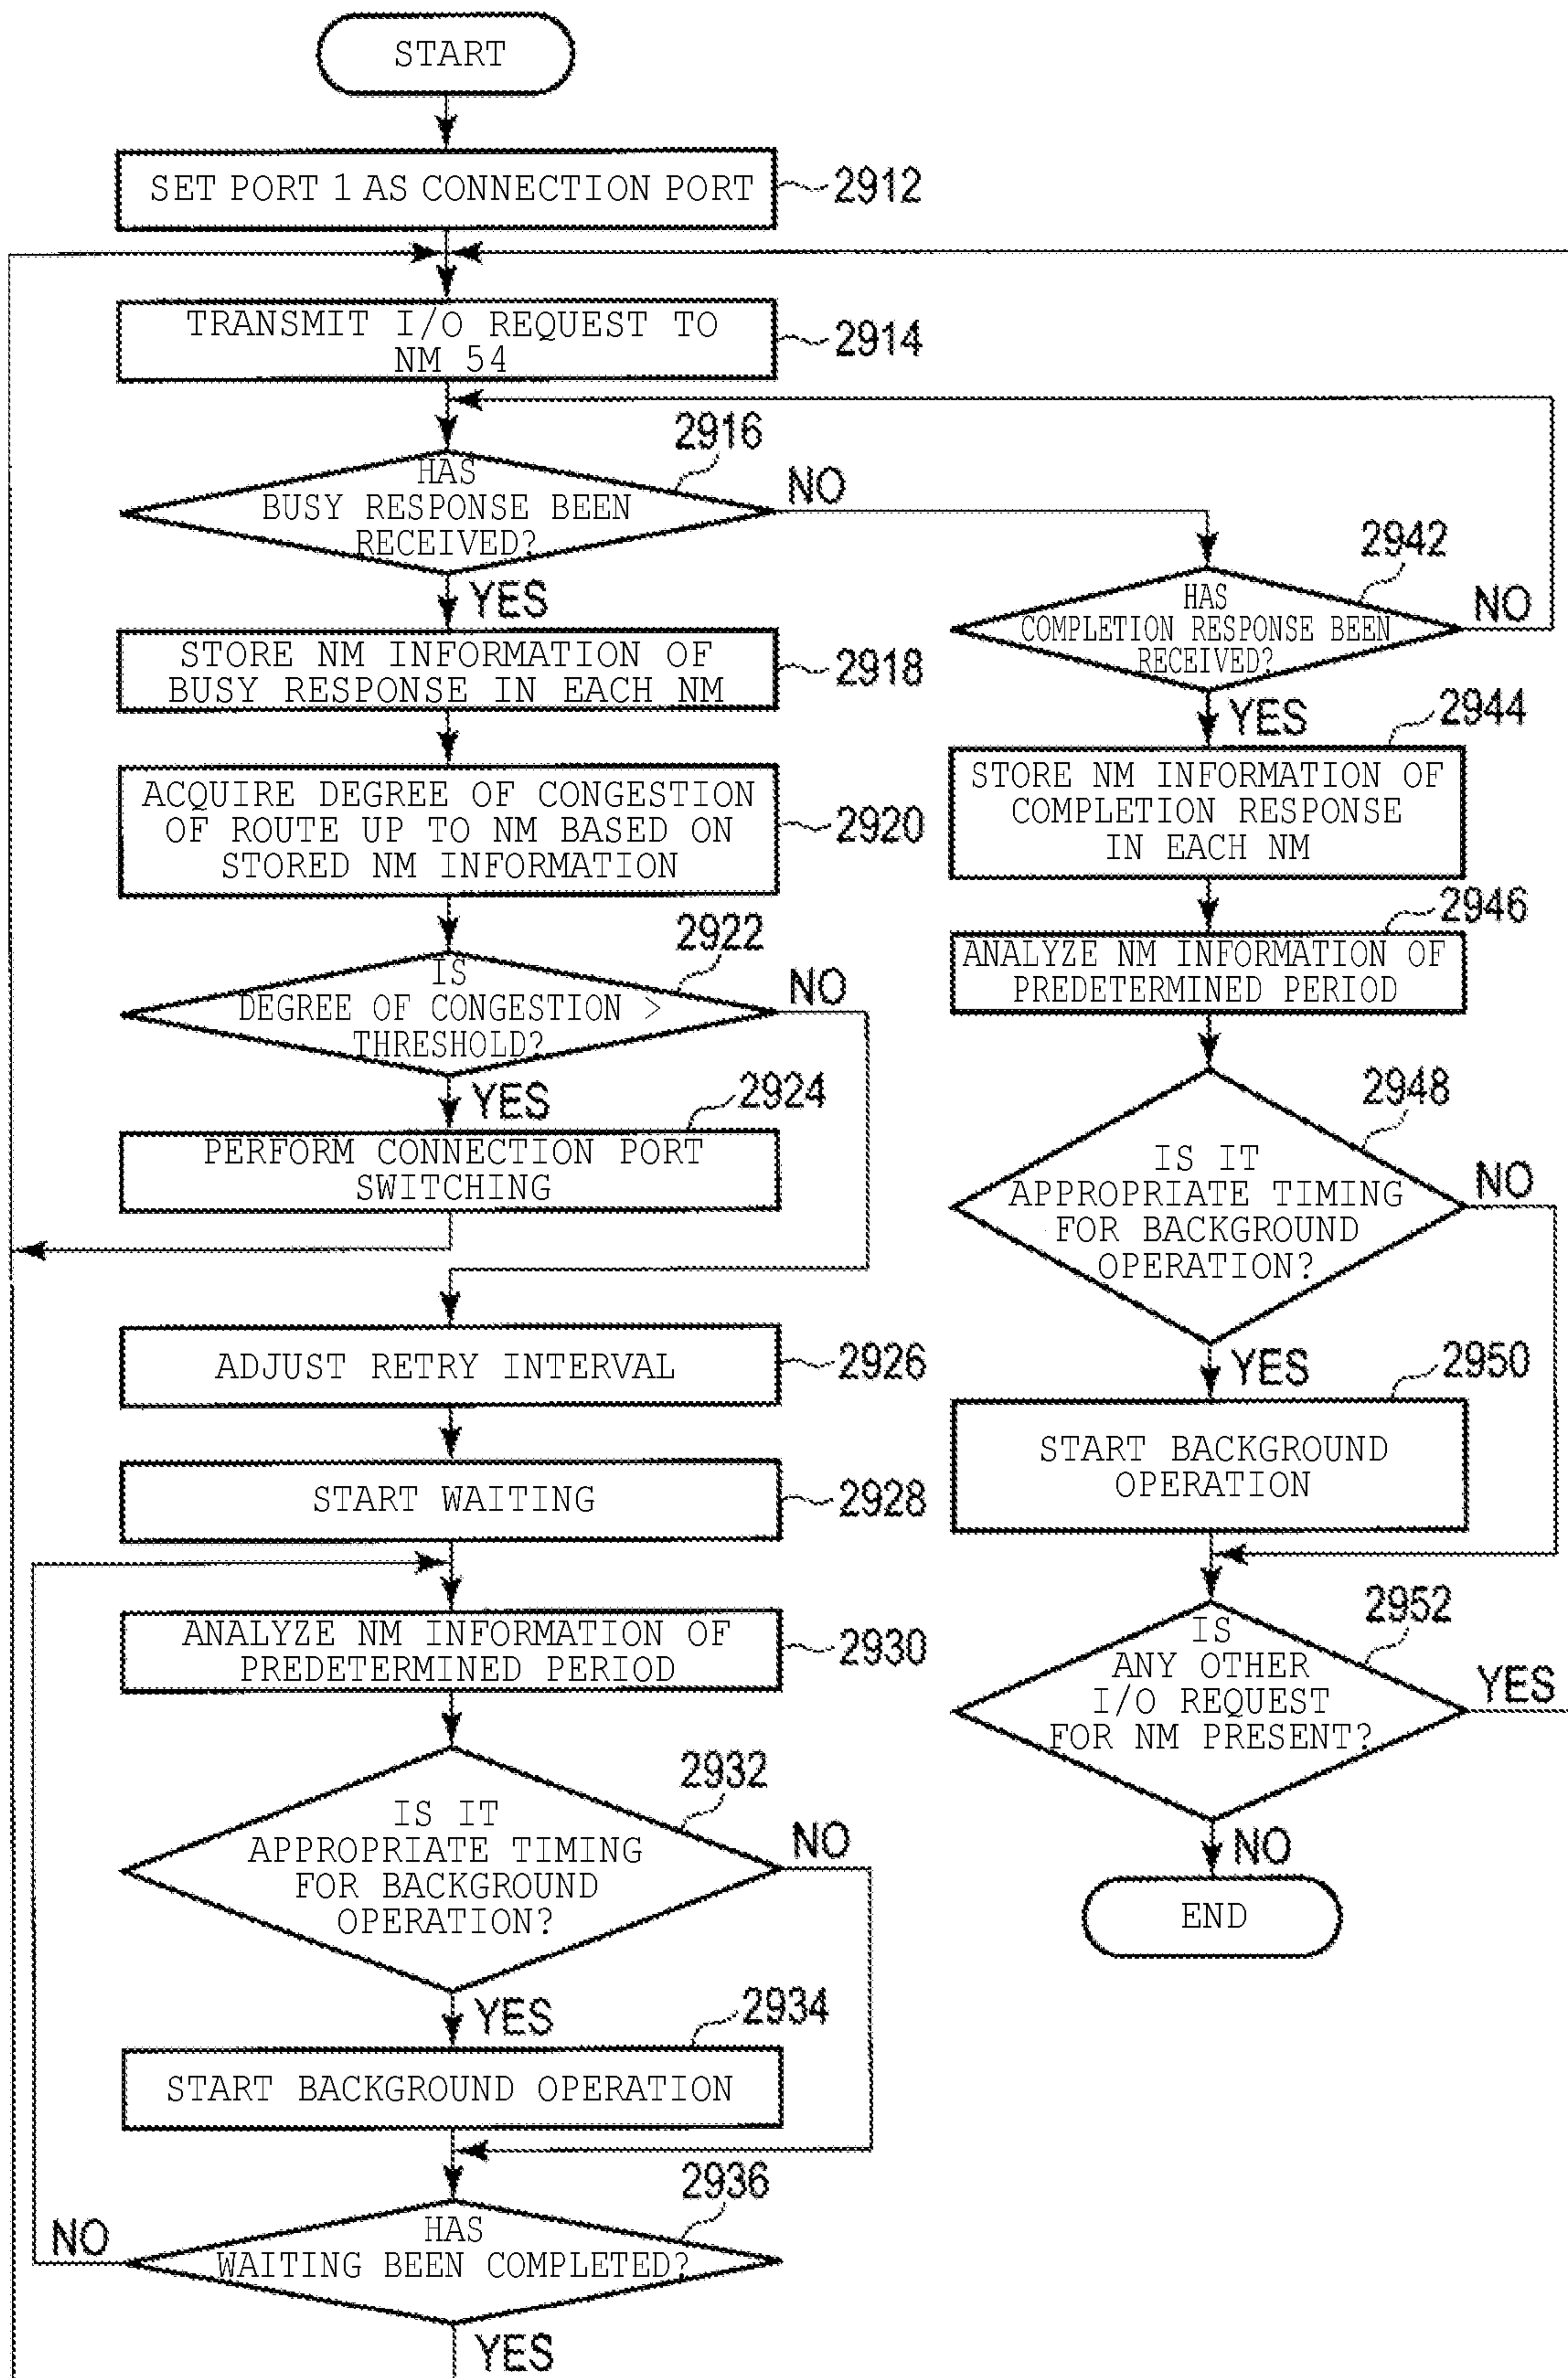 START
SET PORT 1 AS CONNECTION PORT
2912
TRANSMIT I/O REQUEST TO
NM 54
2914
2916
HAS
BUSY RESPONSE BEEN
RECEIVED?
NO
YES
STORE NM INFORMATION OF
BUSY RESPONSE IN EACH NM
2918
ACQUIRE DEGREE OF CONGESTION
OF ROUTE UP TO NM BASED ON
STORED NM INFORMATION
2920
2922
IS
DEGREE OF CONGESTION >
THRESHOLD?
NO
YES
2924
PERFORM CONNECTION PORT
SWITCHING
ADJUST RETRY INTERVAL
2926
START WAITING
2928
ANALYZE NM INFORMATION OF
PREDETERMINED PERIOD
2930
2932
IS IT
APPROPRIATE TIMING
FOR BACKGROUND
OPERATION?
NO
YES
2934
START BACKGROUND OPERATION
2936
HAS
WAITING BEEN COMPLETED?
NO
YES
2942
HAS
COMPLETION RESPONSE BEEN
RECEIVED?
NO
YES
2944
STORE NM INFORMATION OF
COMPLETION RESPONSE
IN EACH NM
2946
ANALYZE NM INFORMATION OF
PREDETERMINED PERIOD
2948
IS IT
APPROPRIATE TIMING
FOR BACKGROUND
OPERATION?
NO
YES
2950
START BACKGROUND
OPERATION
2952
IS
ANY OTHER
I/O REQUEST
FOR NM PRESENT?
YES
NO
END